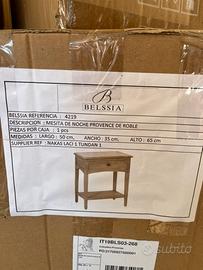 B
BELSSIA
BELSSIA REFERENCIA : 4219
DESCRIPCION : MESITA DE NOCHE PROVENCE DE ROBLE
PIEZAS POR CAJA : 1 pcs
MEDIDAS : LARGO : 50 cm, ANCHO : 35 cm, ALTO : 65 cm
SUPPLIER REF : NAKAS LACI 1 TUNDAN 1
IT19BLS03-268
subito